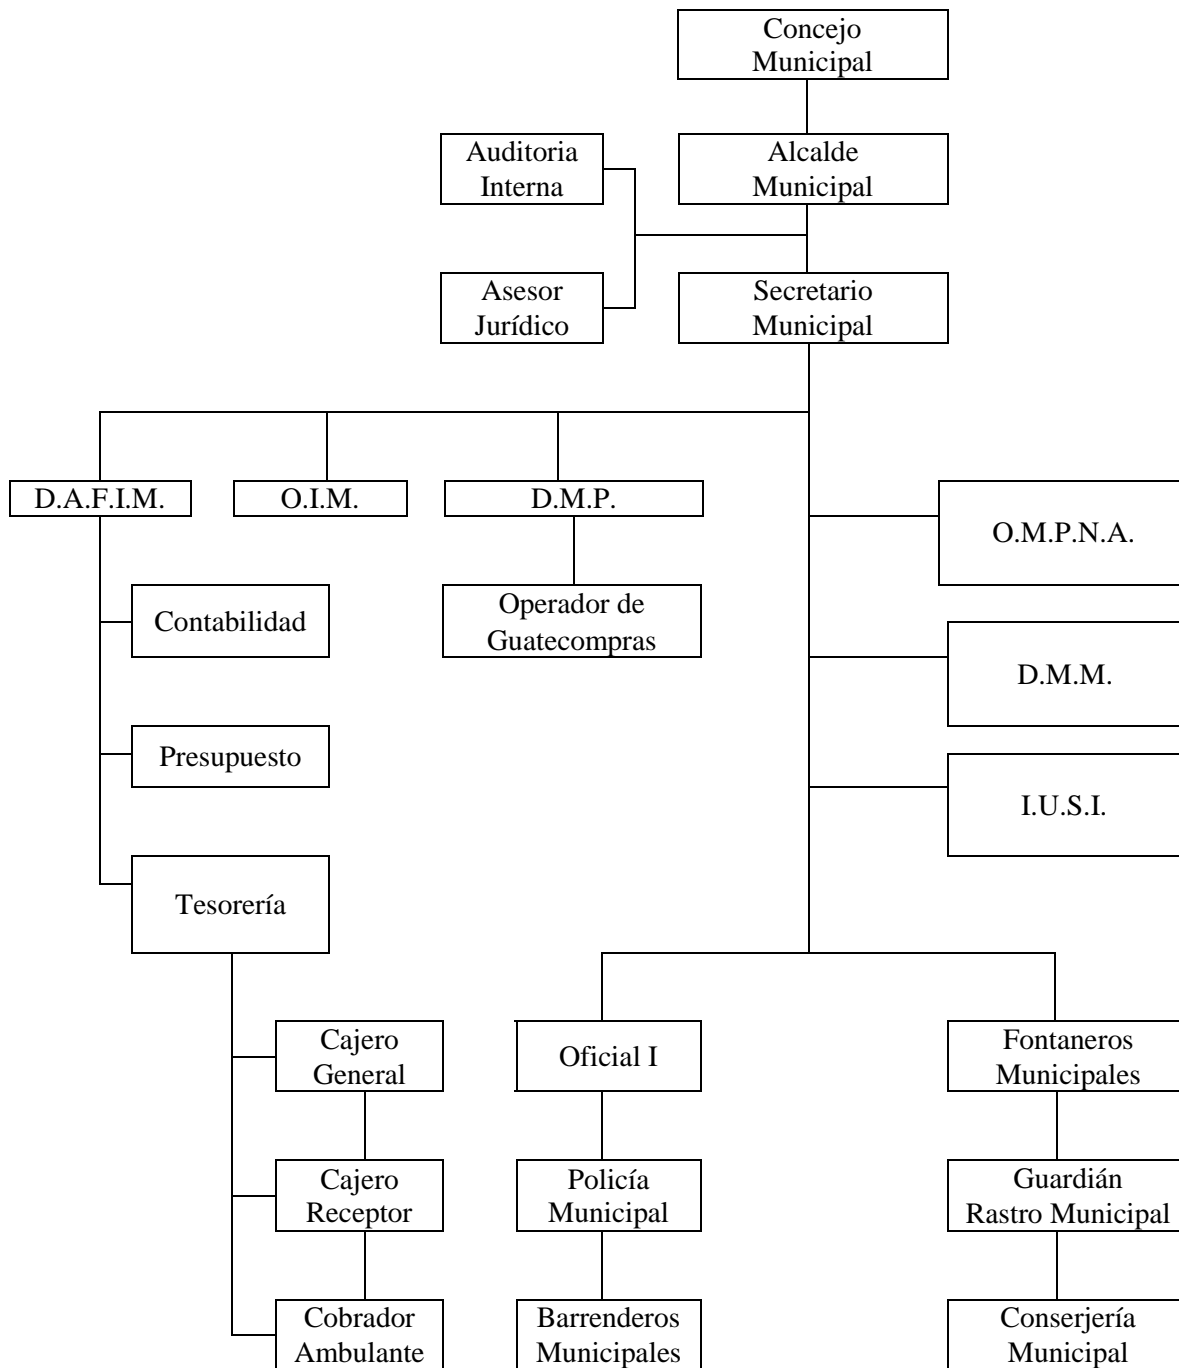 Concejo
Municipal
Auditoria
Interna
Alcalde
Municipal
Asesor
Jurídico
Secretario
Municipal
D.A.F.I.M.
O.I.M.
D.M.P.
O.M.P.N.A.
Contabilidad
Operador de
Guatecompras
D.M.M.
Presupuesto
I.U.S.I.
Tesorería
Cajero
General
Oficial I
Fontaneros
Municipales
Cajero
Receptor
Policía
Municipal
Guardián
Rastro Municipal
Cobrador
Ambulante
Barrenderos
Municipales
Conserjería
Municipal